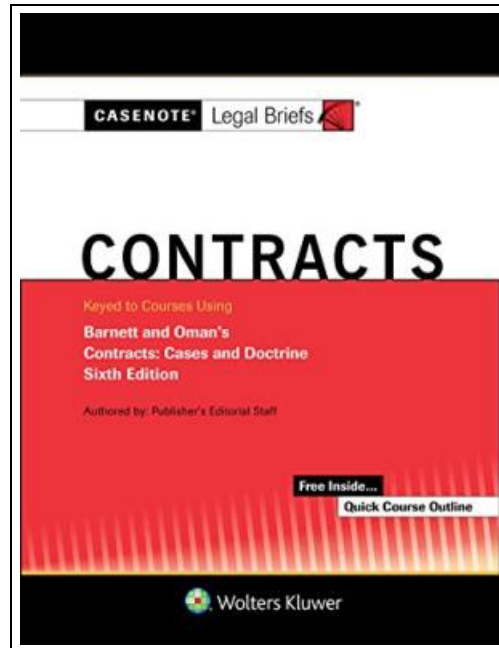 CASENOTE® Legal Briefs®
CONTRACTS
Keyed to Courses Using
Barnett and Oman's
Contracts: Cases and Doctrine
Sixth Edition
Authored by: Publisher's Editorial Staff
Free Inside...
Quick Course Outline
Wolters Kluwer